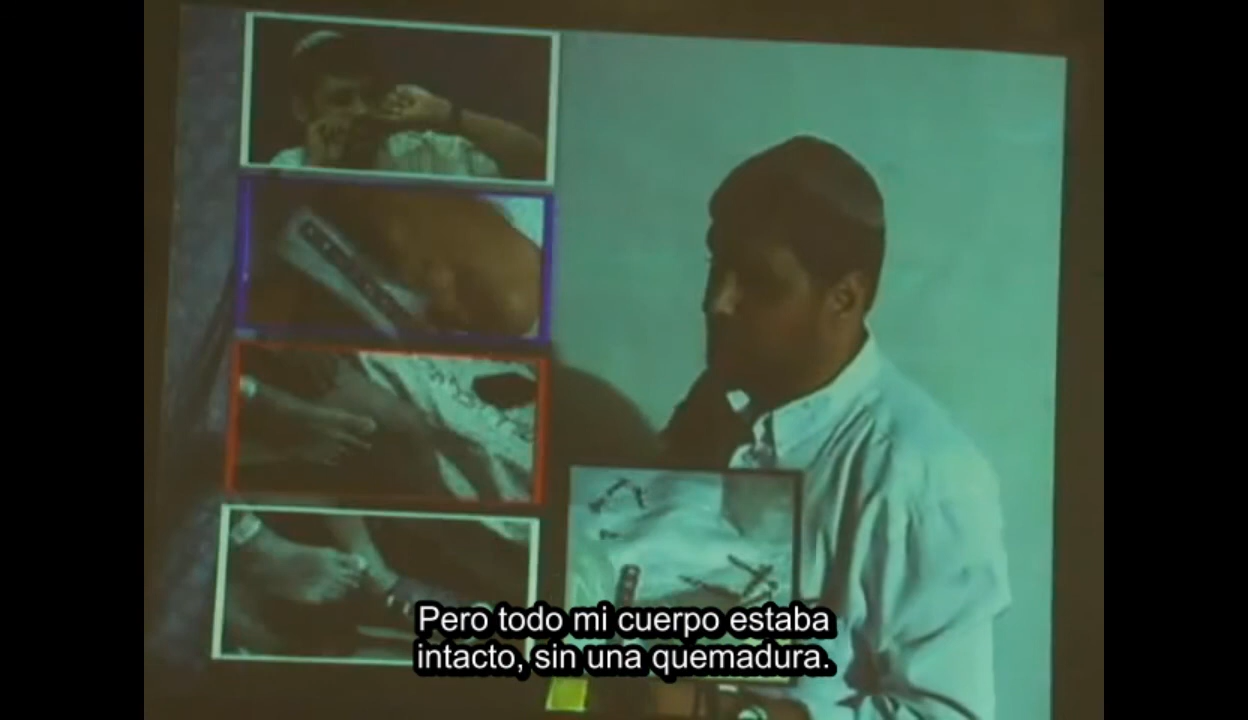 Pero todo mi cuerpo estaba
intacto, sin una quemadura.